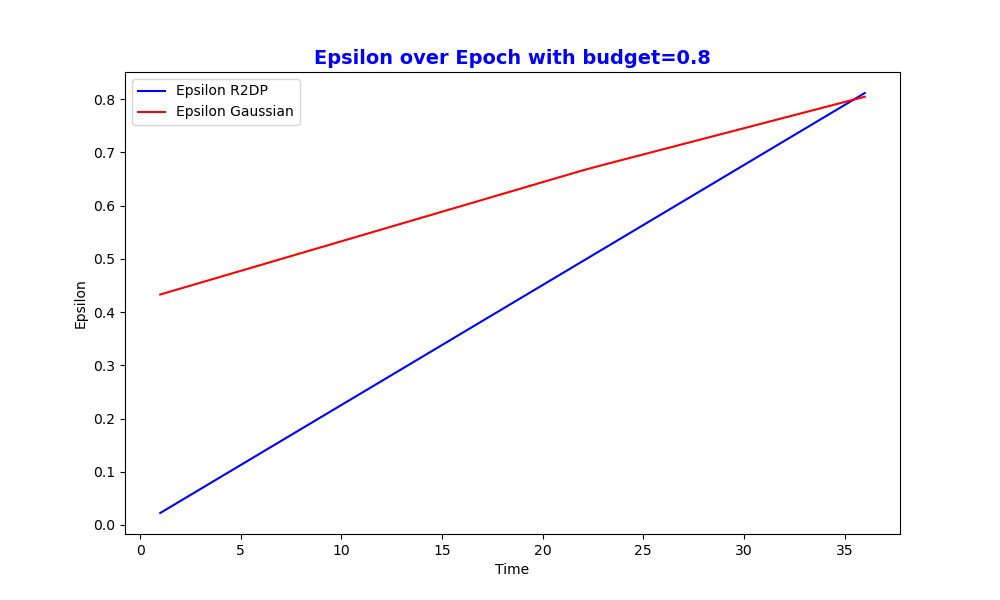 Epsilon over Epoch with budget=0.8
Epsilon R2DP
Epsilon Gaussian
Epsilon
0.8
0.7
0.6
0.5
0.4
0.3
0.2
0.1
0.0
0 5 10 15 20 25 30 35
Time